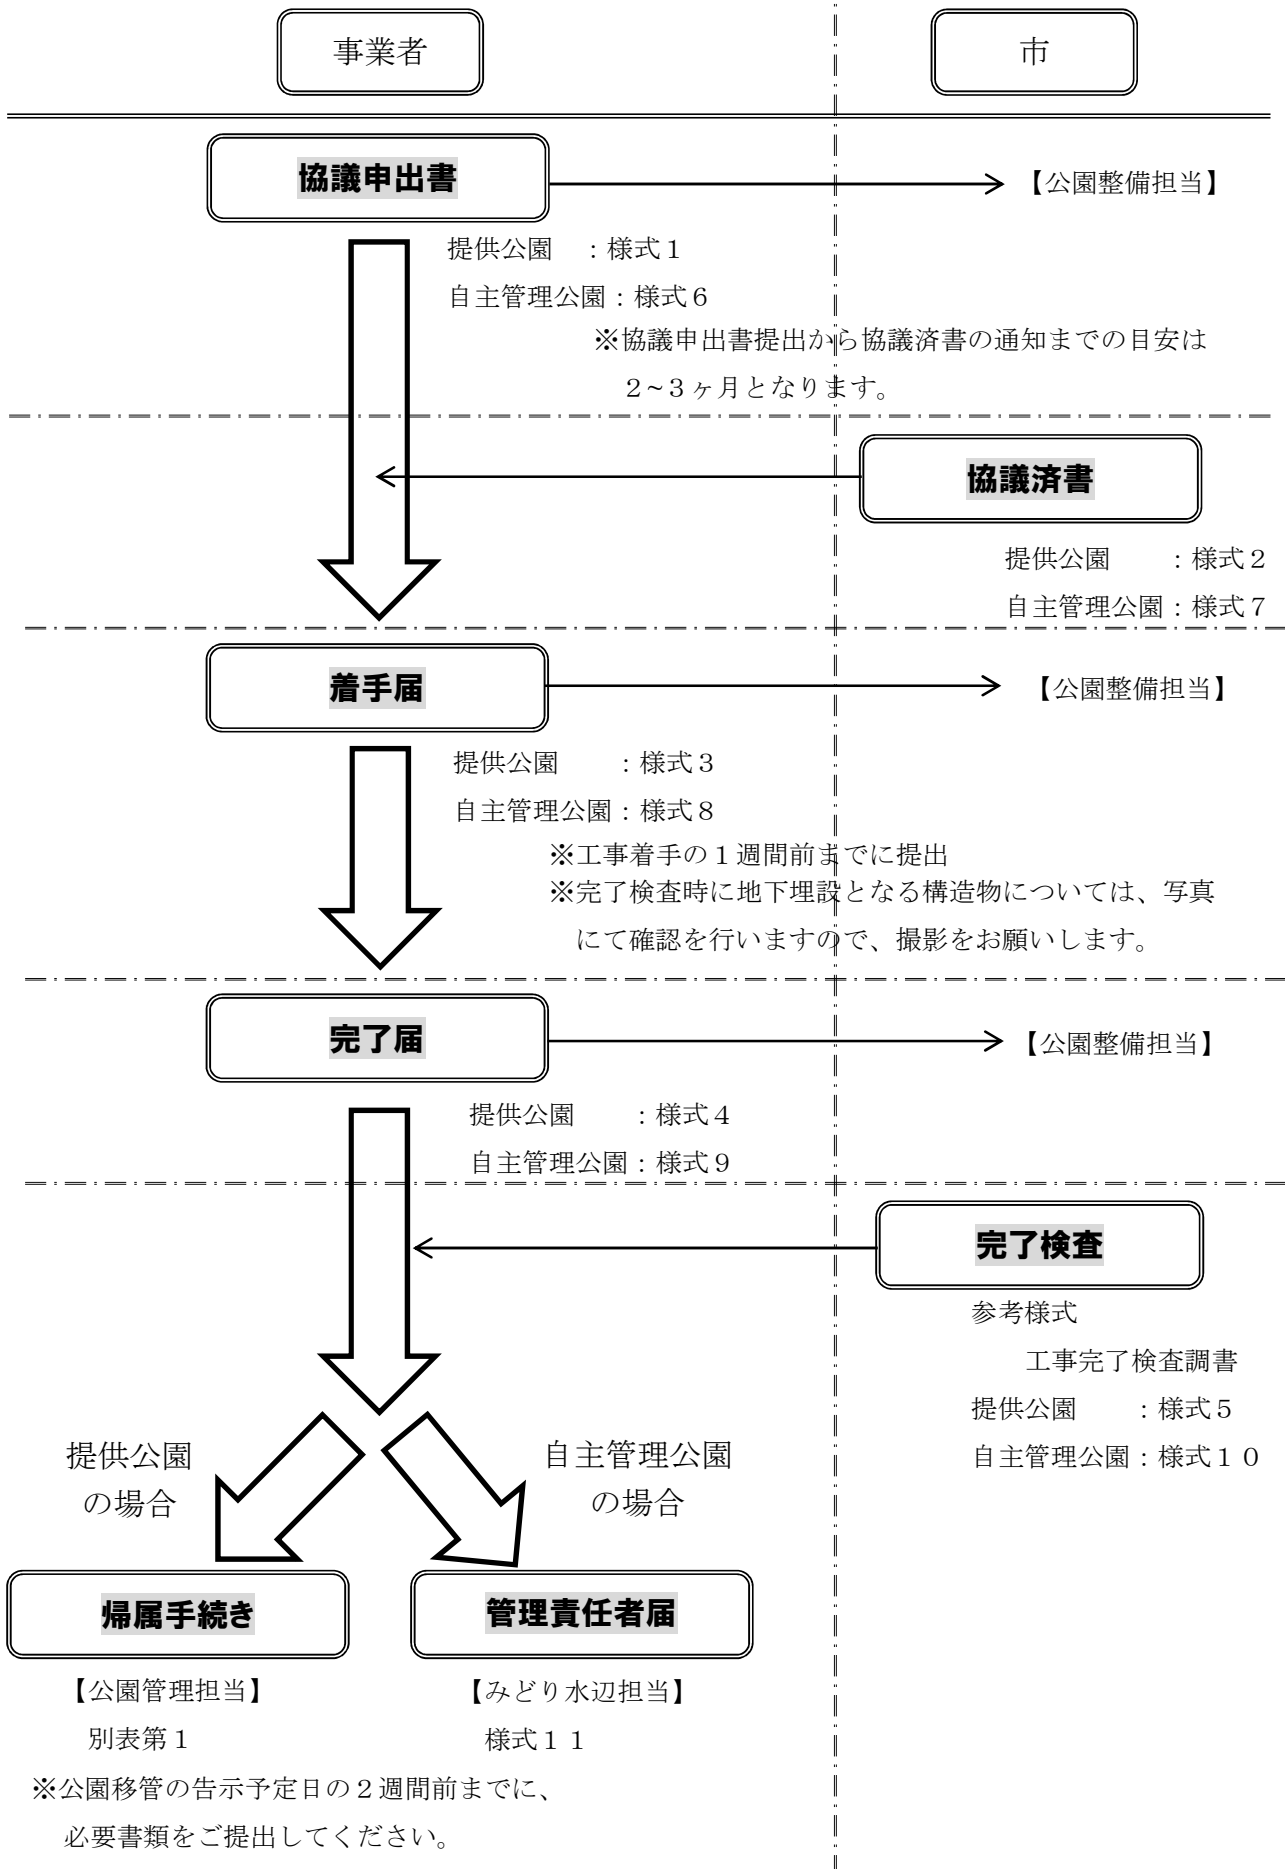 事業者
市
協議申出書
【公園整備担当】
提供公園　：様式１
自主管理公園：様式６
※協議申出書提出から協議済書の通知までの目安は
２~３ヶ月となります。
協議済書
提供公園　　：様式２
自主管理公園：様式７
着手届
【公園整備担当】
提供公園　　：様式３
自主管理公園：様式８
※工事着手の１週間前までに提出
※完了検査時に地下埋設となる構造物については、写真
にて確認を行いますので、撮影をお願いします。
完了届
【公園整備担当】
提供公園　　：様式４
自主管理公園：様式９
完了検査
参考様式
工事完了検査調書
提供公園　　：様式５
自主管理公園：様式１０
提供公園
の場合
自主管理公園
の場合
帰属手続き
管理責任者届
【公園管理担当】
別表第１
【みどり水辺担当】
様式１１
※公園移管の告示予定日の２週間前までに、
必要書類をご提出してください。